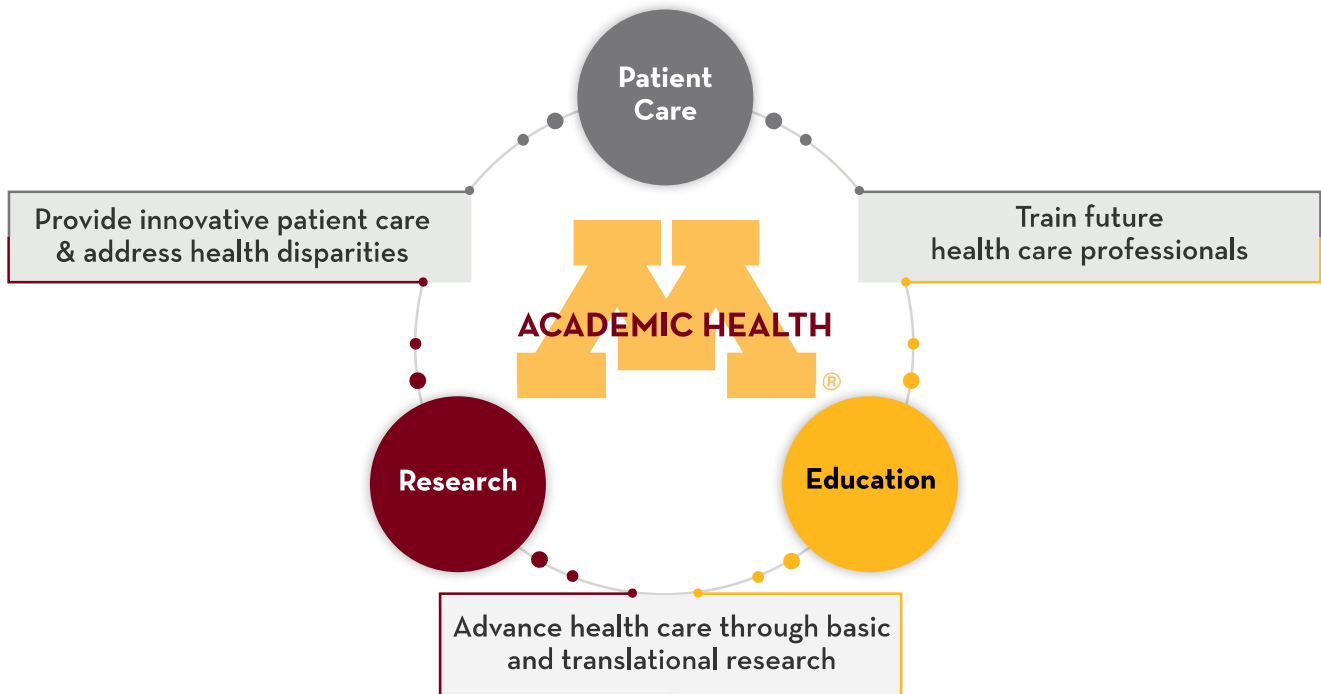 Patient
Care
Provide innovative patient care
& address health disparities
Train future
health care professionals
ACADEMIC HEALTH
®
Research
Education
Advance health care through basic
and translational research